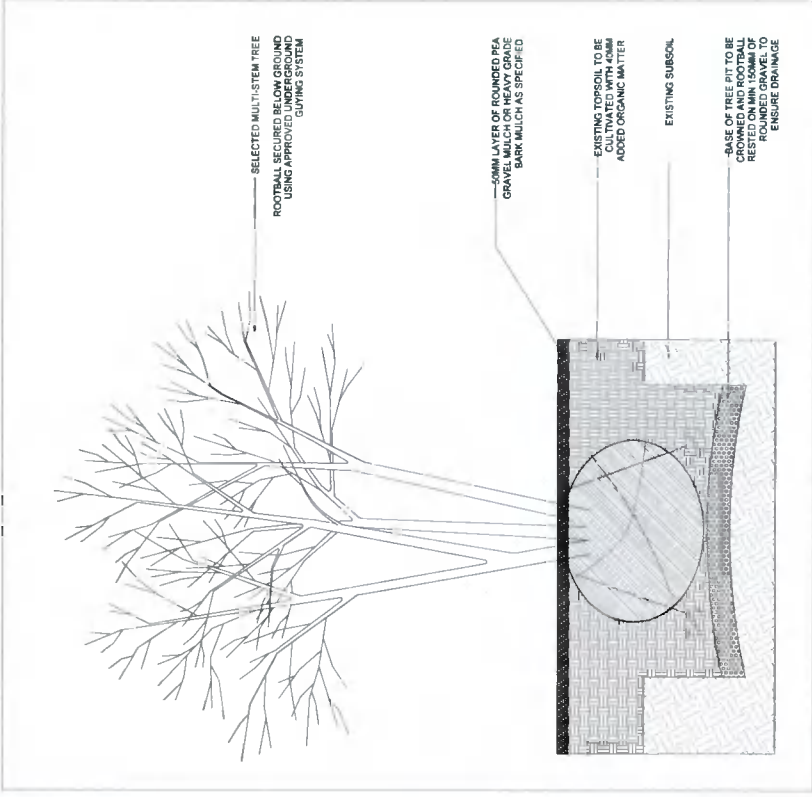 SELECTED MULTI-STEM TREE
ROOTBALL SECURED BELOW GROUND
USING APPROVED UNDERGROUND
GUYING SYSTEM
50MM LAYER OF ROUNDED PEA
GRAVEL MULCH OR HEAVY GRADE
BARK MULCH AS SPECIFIED
EXISTING TOPSOIL TO BE
CULTIVATED WITH 40MM
ADDED ORGANIC MATTER
EXISTING SUBSOIL
BASE OF TREE PIT TO BE
CROWNED AND ROOTBALL
RESTED ON MIN 150MM OF
ROUNDED GRAVEL TO
ENSURE DRAINAGE